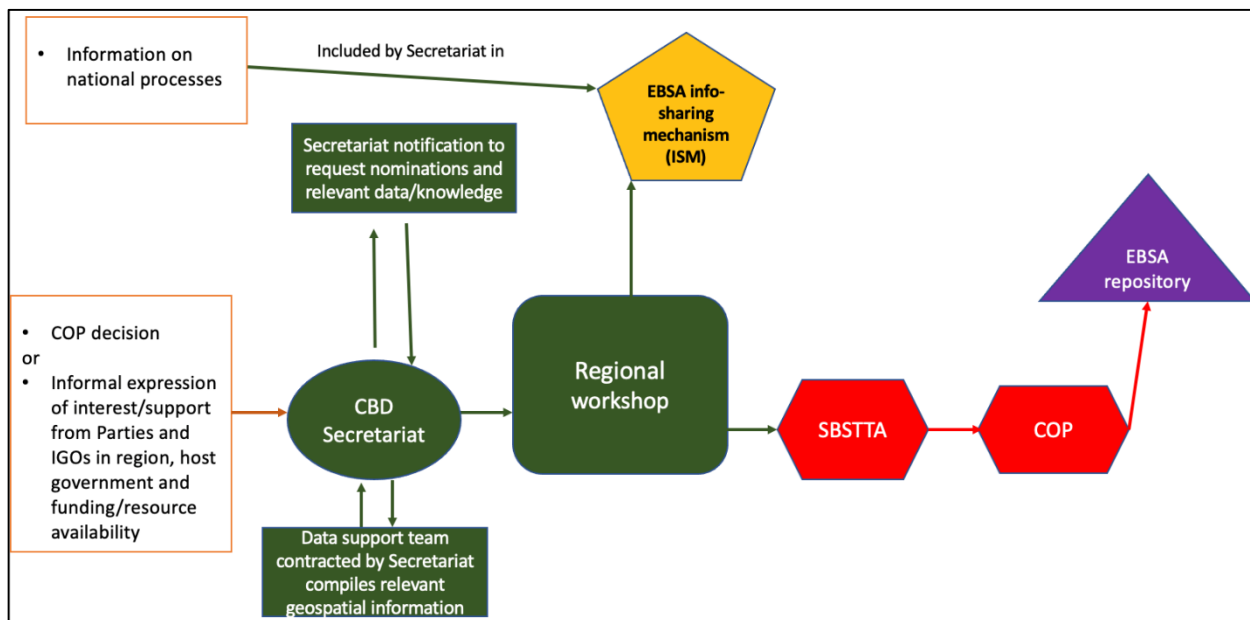 • Information on
national processes
Included by Secretariat in
EBSA info-
sharing
mechanism
(ISM)
Secretariat notification to
request nominations and
relevant data/knowledge
EBSA
repository
• COP decision
or
• Informal expression
of interest/support
from Parties and
IGOs in region, host
government and
funding/resource
availability
CBD
Secretariat
Regional
workshop
SBSTTA
COP
Data support team
contracted by Secretariat
compiles relevant
geospatial information